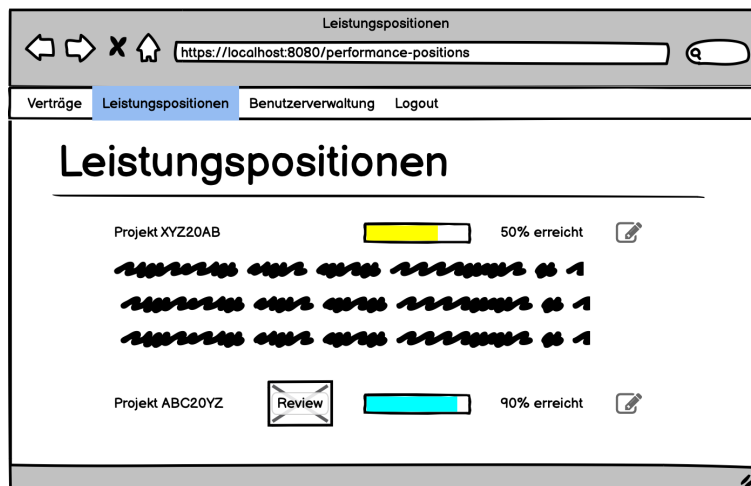 Leistungspositionen
https://localhost:8080/performance-positions
Verträge Leistungspositionen Benutzerverwaltung Logout
Leistungspositionen
Projekt XYZ20AB 50% erreicht
Projekt ABC20YZ Review 90% erreicht